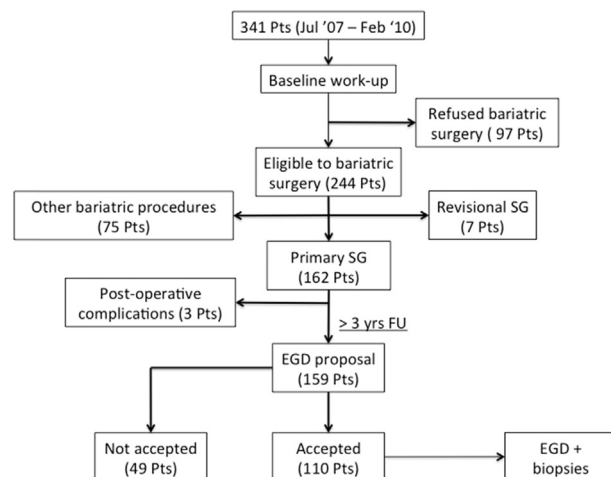 341 Pts (Jul ’07 – Feb ‘10)
Baseline work-up
Refused bariatric
surgery ( 97 Pts)
Eligible to bariatric
surgery (244 Pts)
Other bariatric procedures
(75 Pts)
Revisional SG
(7 Pts)
Primary SG
(162 Pts)
Post-operative
complications (3 Pts)
> 3 yrs FU
EGD proposal
(159 Pts)
Not accepted
(49 Pts)
Accepted
(110 Pts)
EGD +
biopsies